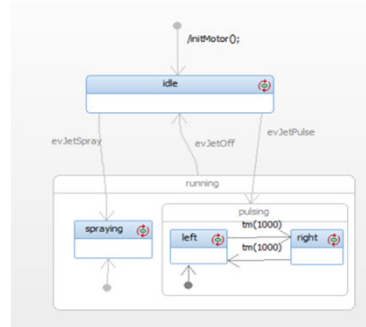 /initMotor();
idle
evJetSpray
evJetOff
evJetPulse
running
pulsing
spraying
left
tm(1000)
right
tm(1000)